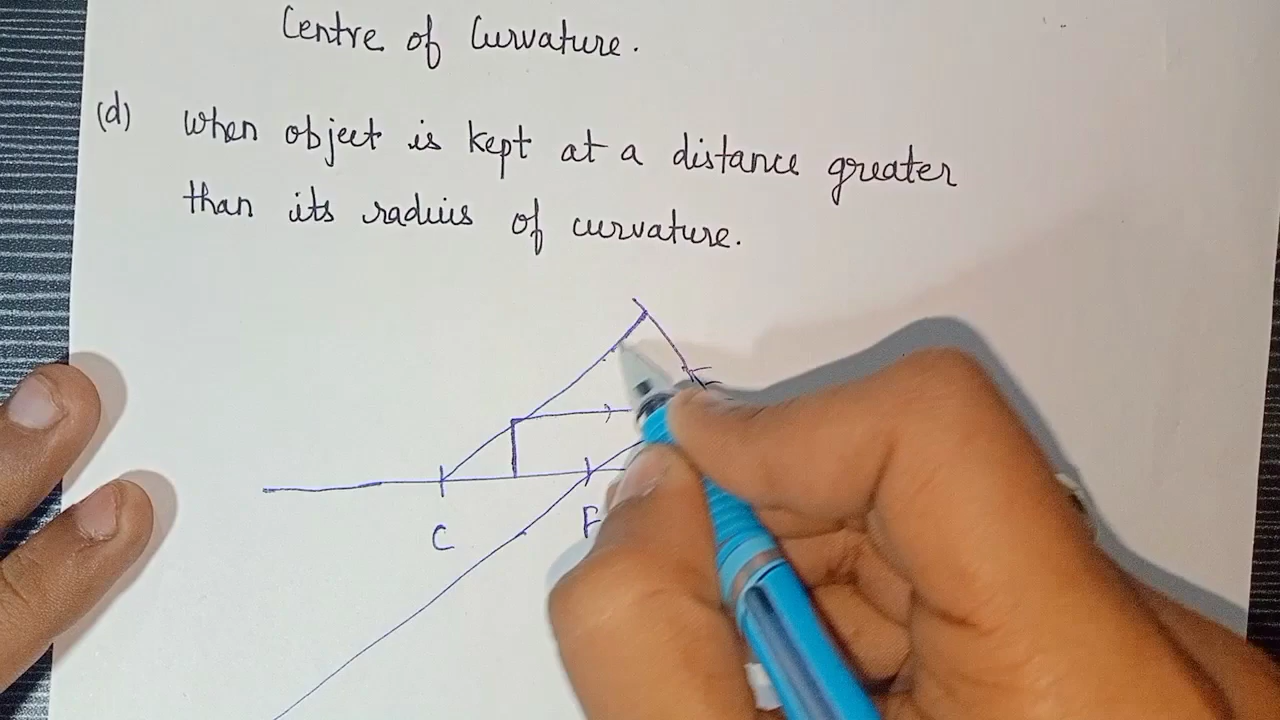 Centre of Curvature.
(d) When object is kept at a distance greater
than its radius of curvature.
C F